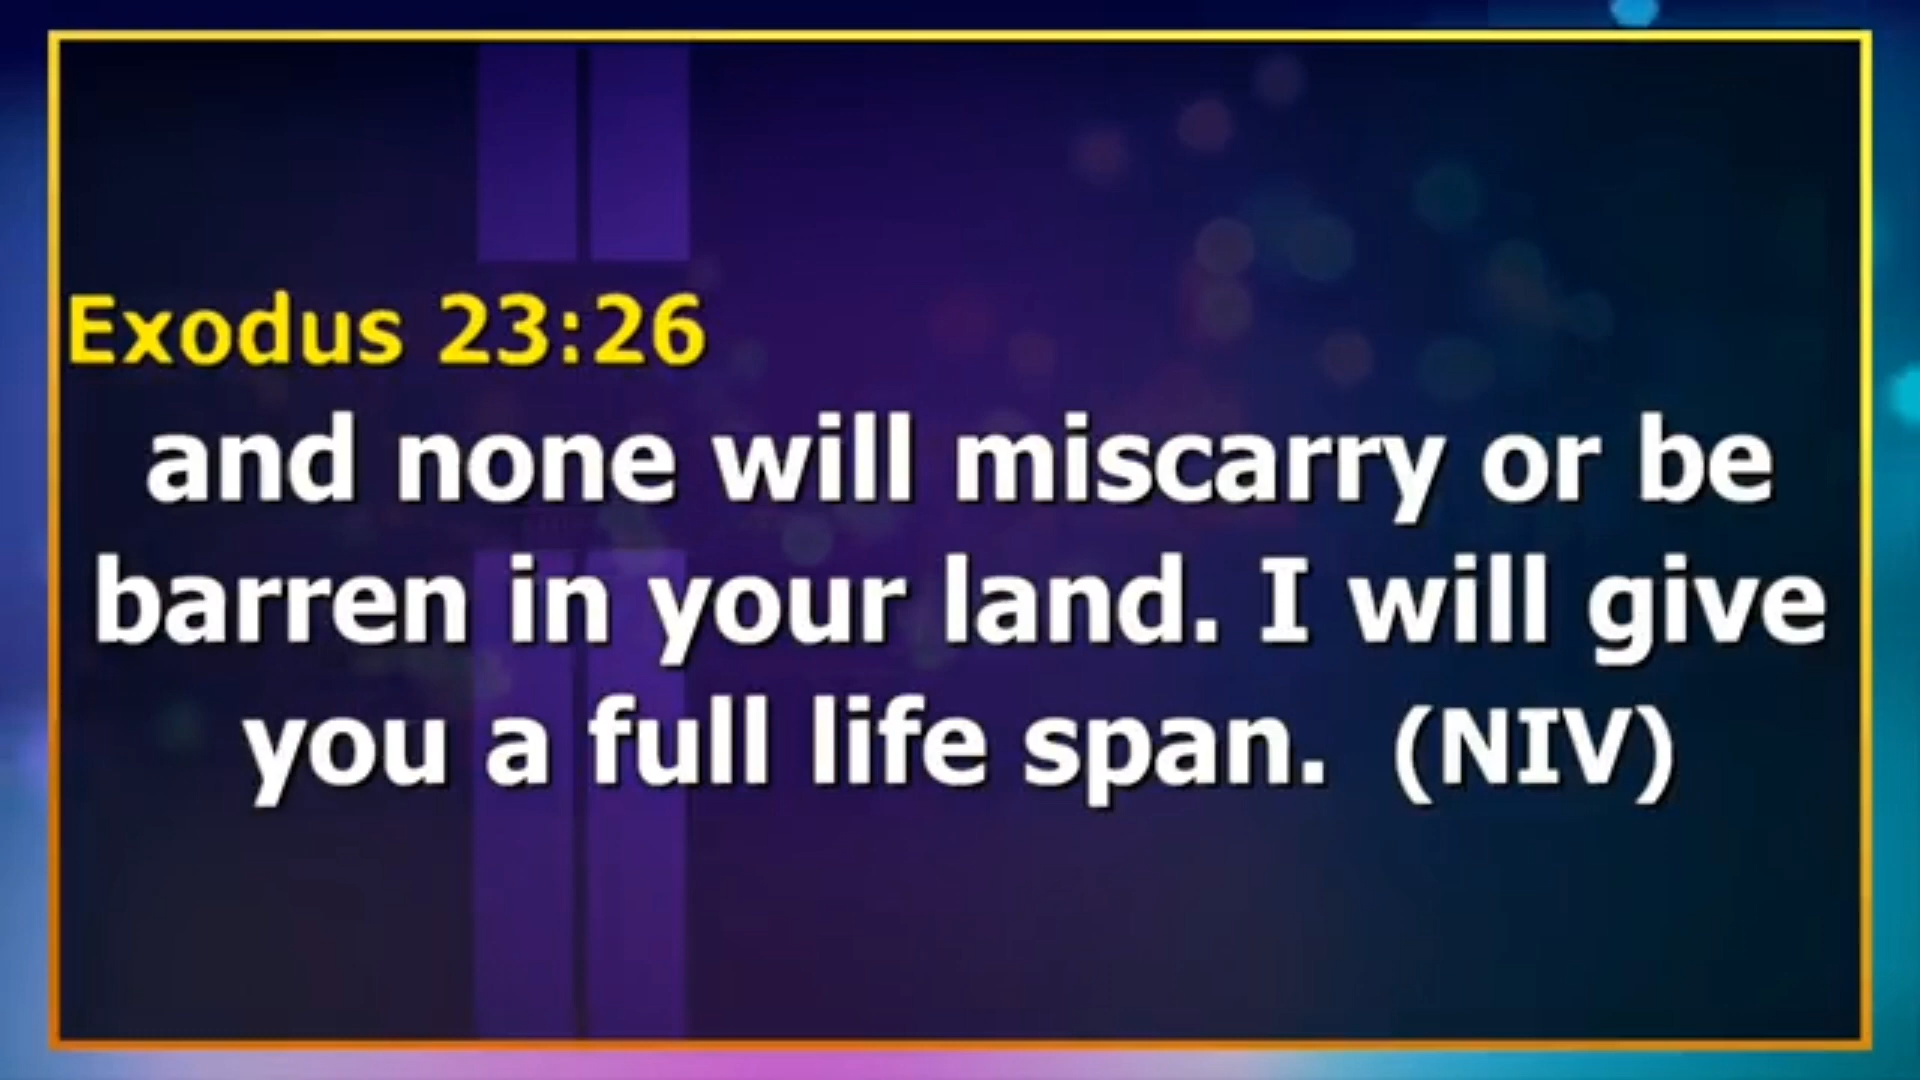 Exodus 23:26
and none will miscarry or be
barren in your land. I will give
you a full life span. (NIV)